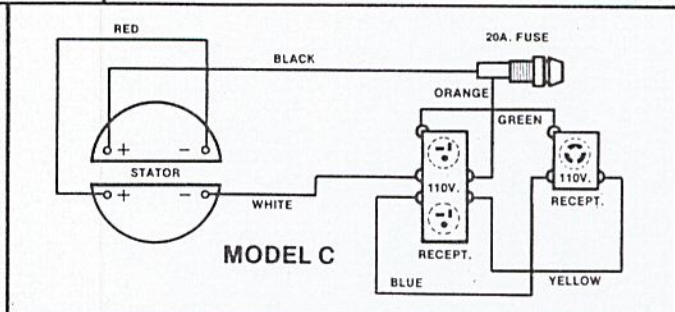 RED
20A. FUSE
BLACK
ORANGE
GREEN
+ −
STATOR
110V.
110V.
+ −
WHITE
RECEPT.
MODEL C
RECEPT.
BLUE
YELLOW